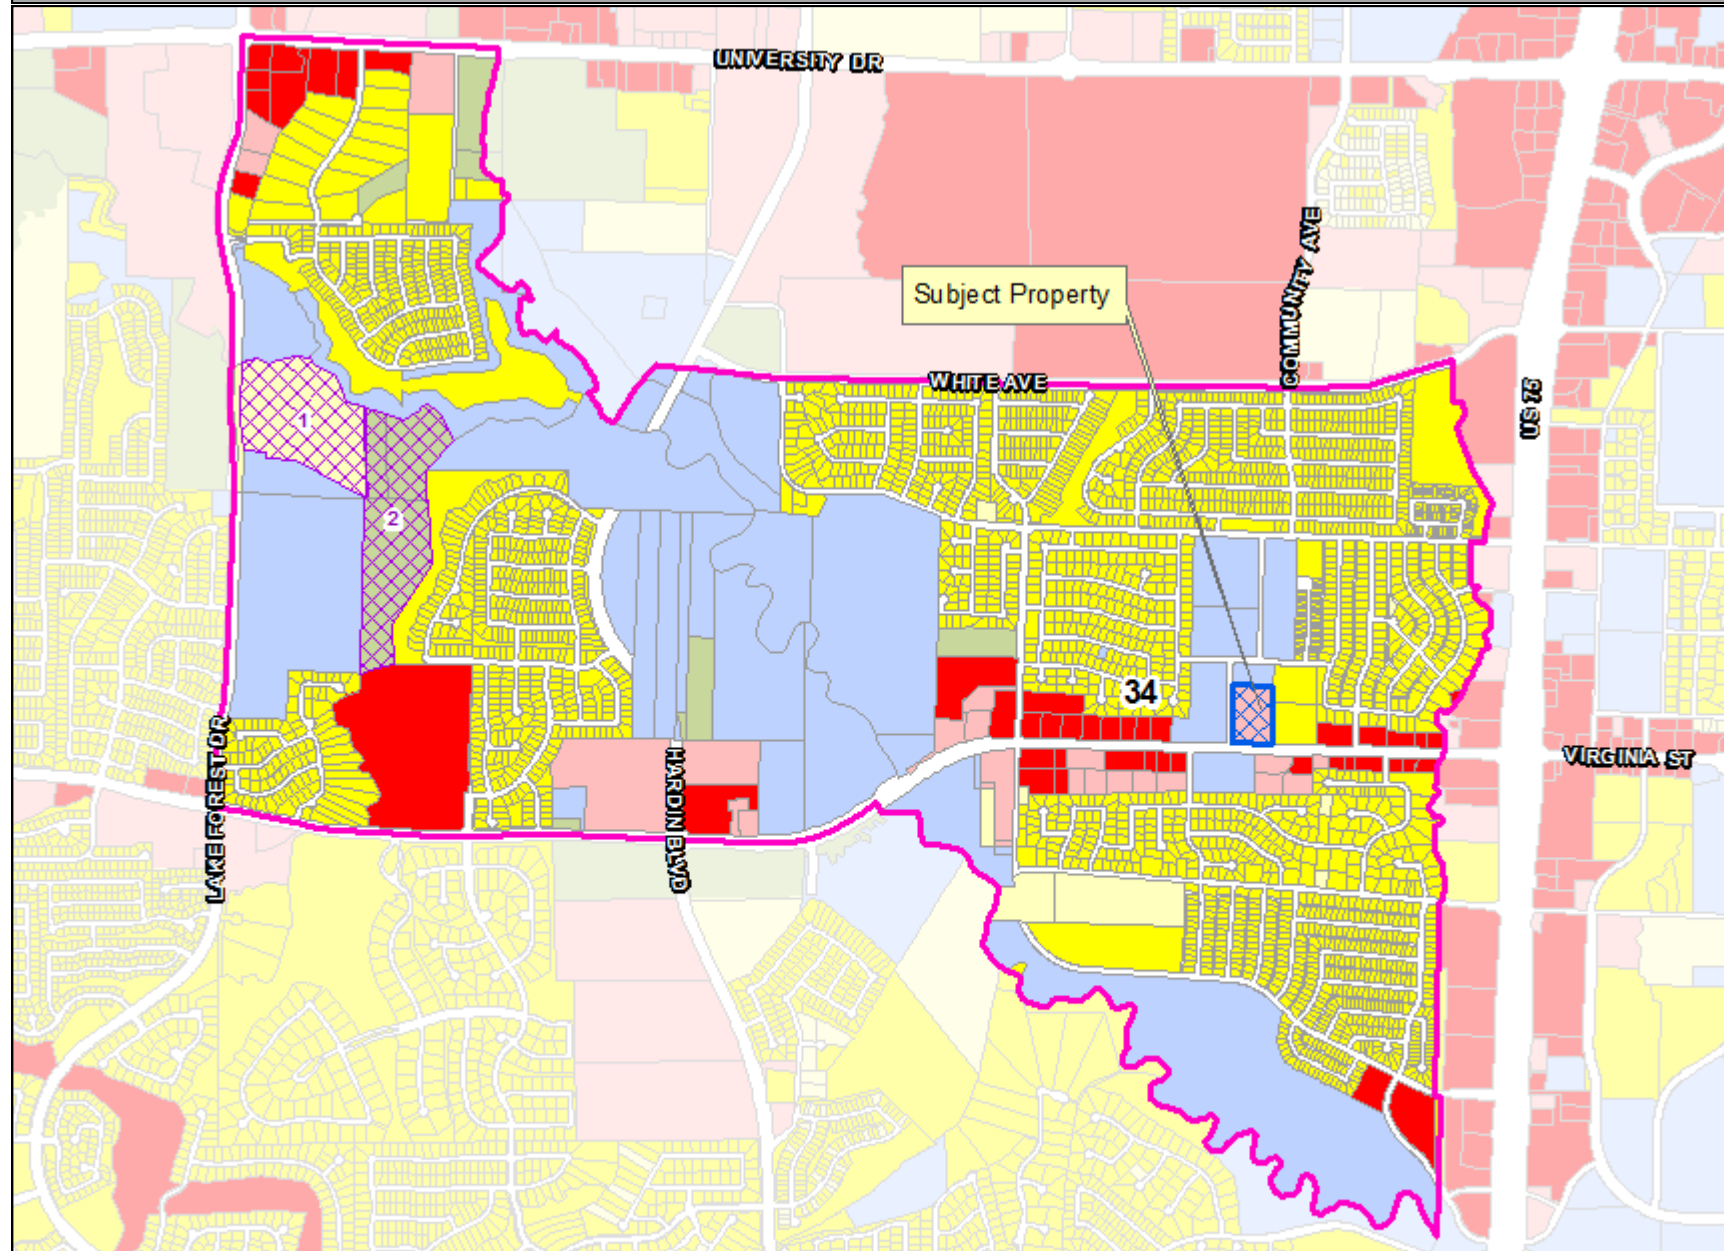 UNIVERSITY DR
COMMUNITY AVE
Subject Property
WHITE AVE
US 75
1
2
34
LAKE FOREST DR
HARDIN BLVD
VIRGINIA ST